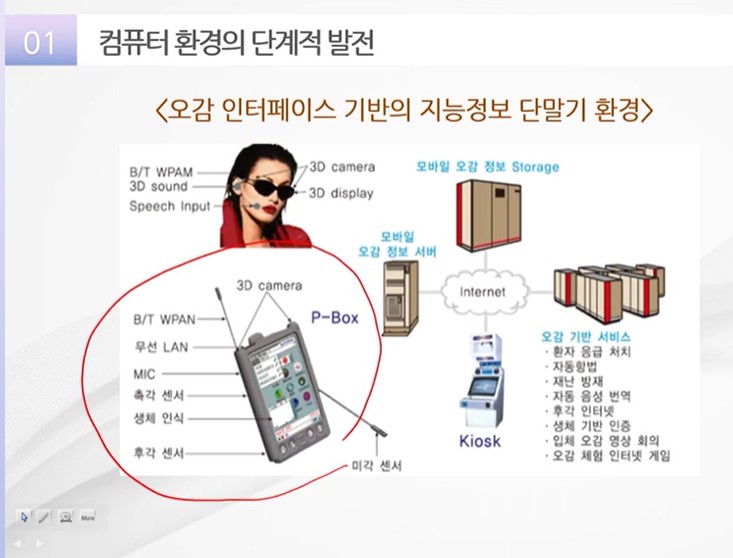 01 컴퓨터 환경의 단계적 발전
<오감 인터페이스 기반의 지능정보 단말기 환경>
B/T WPAM
3D sound
Speech Input
3D camera
3D display
모바일 오감 정보 Storage
모바일
오감 정보 서버
Internet
3D camera
P-Box
B/T WPAN
무선 LAN
MIC
촉각 센서
생체 인식
후각 센서
미각 센서
Kiosk
오감 기반 서비스
· 환자 응급 처치
· 자동항법
· 재난 방재
· 자동 음성 번역
· 후각 인터넷
· 생체 기반 인증
· 입체 오감 영상 회의
· 오감 체험 인터넷 게임
More